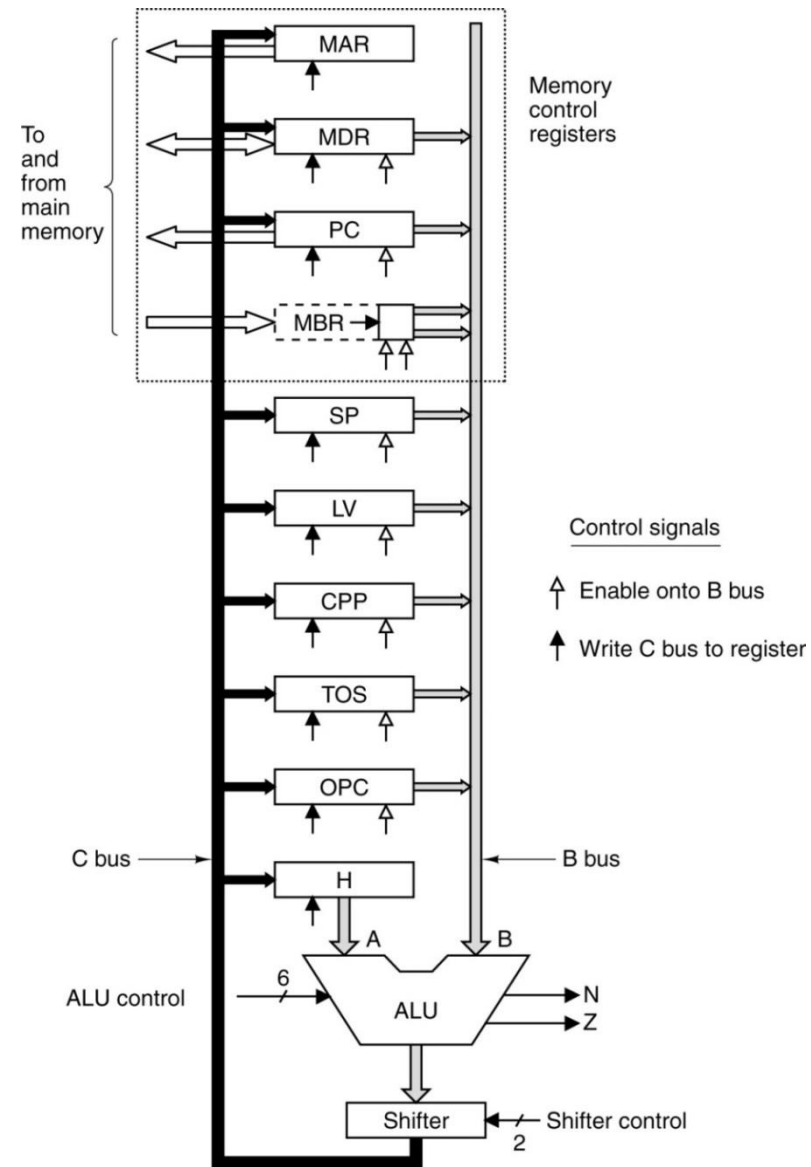 MAR
Memory
control
registers
To
and
from
main
memory
MDR
PC
MBR
SP
LV
Control signals
Enable onto B bus
CPP
Write C bus to register
TOS
OPC
C bus
B bus
H
A
B
6
ALU control
ALU
N
Z
Shifter
Shifter control
2